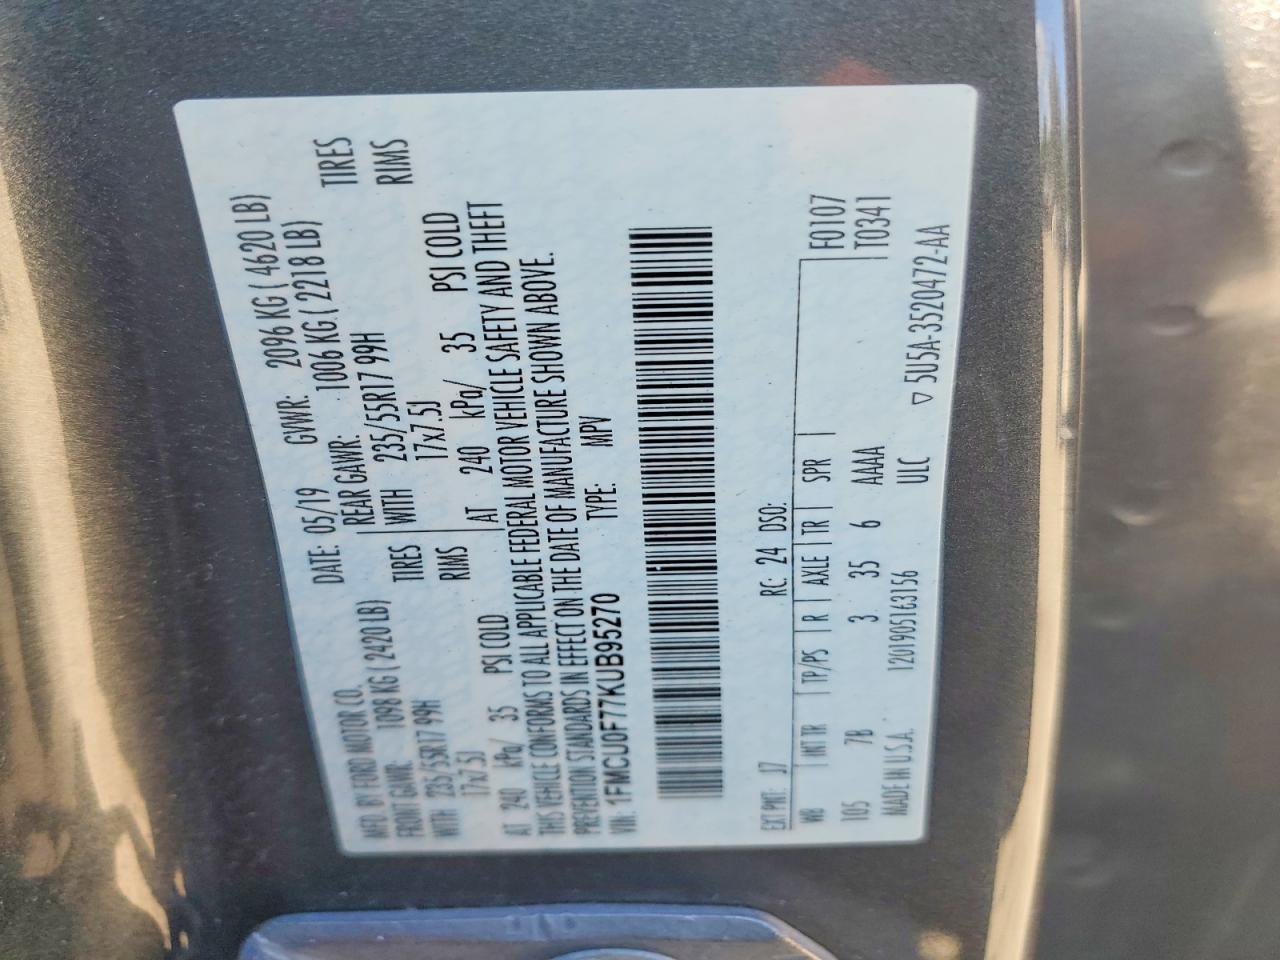 MFD. BY FORD MOTOR CO.
DATE: 05/19 GVWR: 2096 KG ( 4620 LB)
FRONT GAWR: 1098 KG ( 2420 LB) REAR GAWR: 1006 KG ( 2218 LB)
WITH 235/55R17 99H TIRES WITH 235/55R17 99H TIRES
17x7.5J RIMS 17x7.5J RIMS
AT 240 kPa/ 35 PSI COLD AT 240 kPa/ 35 PSI COLD
THIS VEHICLE CONFORMS TO ALL APPLICABLE FEDERAL MOTOR VEHICLE SAFETY AND THEFT
PREVENTION STANDARDS IN EFFECT ON THE DATE OF MANUFACTURE SHOWN ABOVE.
VIN: 1FMCU0F77KUB95270 TYPE: MPV
EXT PNT: J7 RC: 24 DSO:
WB INT TR TP/PS R AXLE TR SPR F0107
105 7B 3 35 6 AAAA T0341
MADE IN U.S.A. 12019051631​56 ULC
▽ 5U5A-3520472-AA